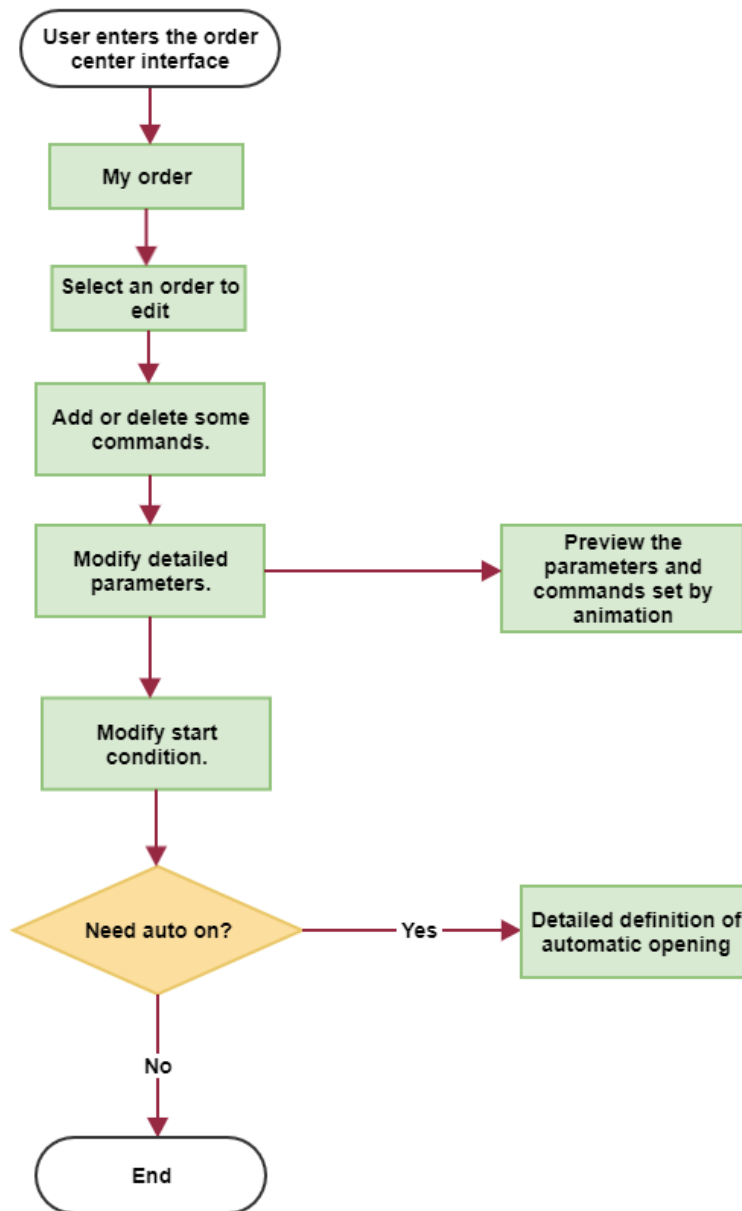 User enters the order
center interface
My order
Select an order to
edit
Add or delete some
commands.
Modify detailed
parameters.
Preview the
parameters and
commands set by
animation
Modify start
condition.
Need auto on?
Yes
Detailed definition of
automatic opening
No
End